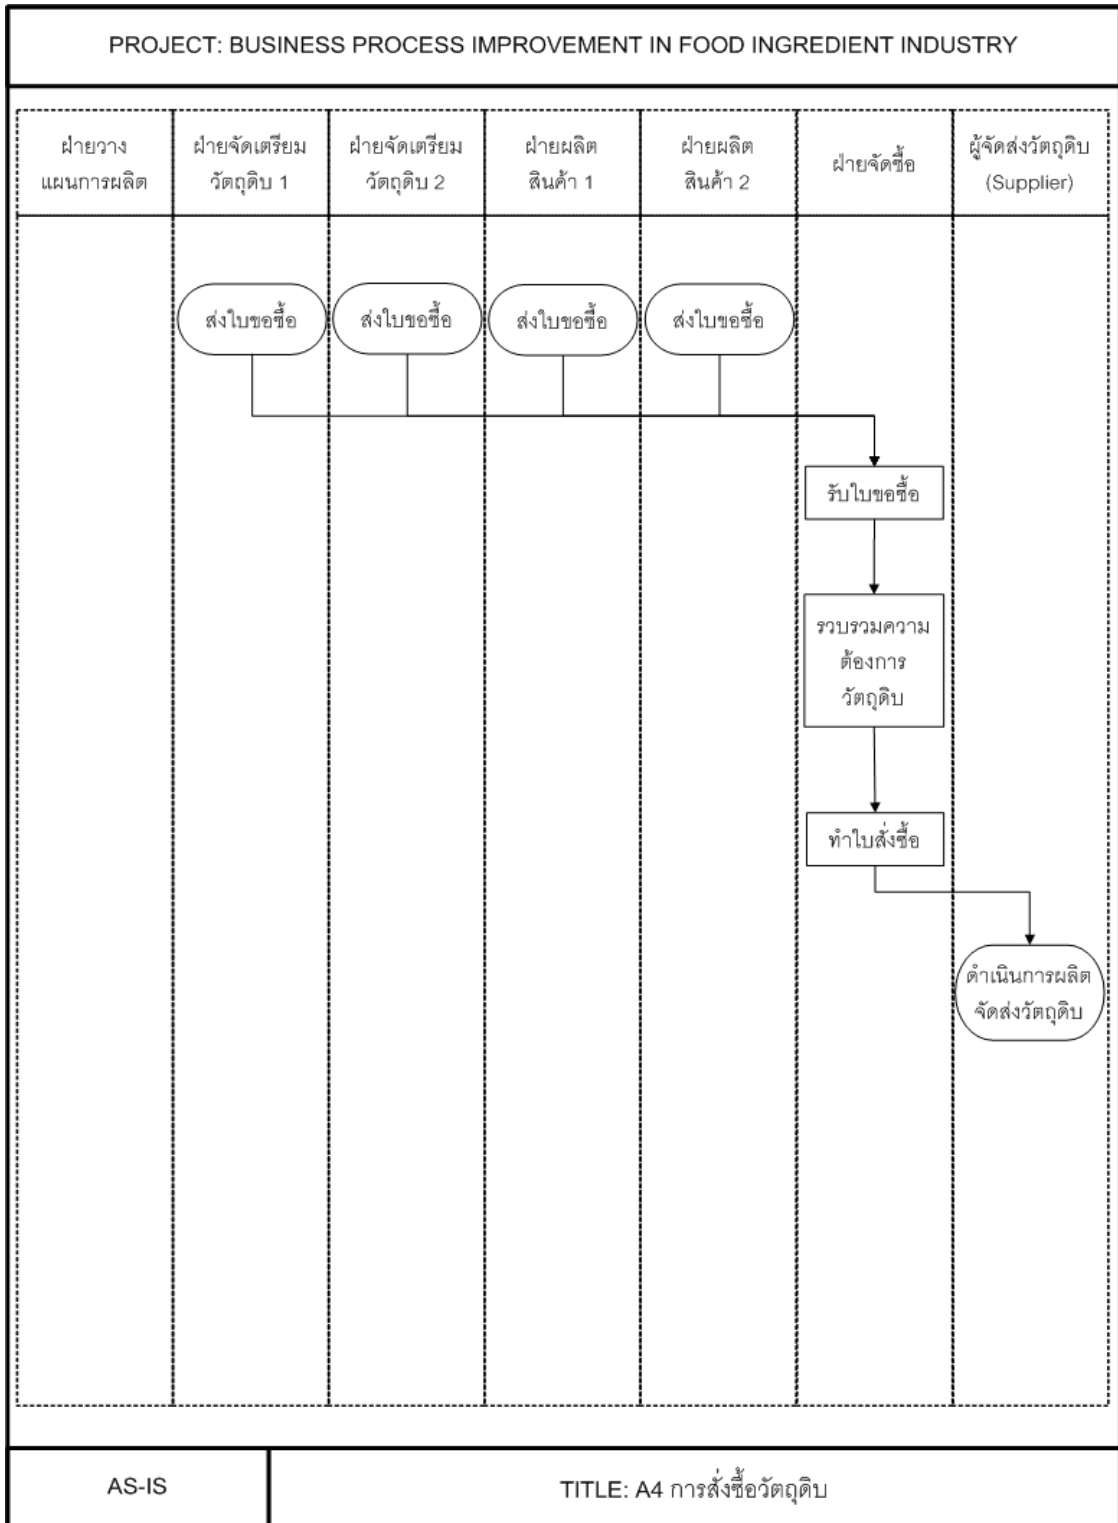 PROJECT: BUSINESS PROCESS IMPROVEMENT IN FOOD INGREDIENT INDUSTRY
ฝ่ายวาง
แผนการผลิต
ฝ่ายจัดเตรียม
วัตถุดิบ 1
ฝ่ายจัดเตรียม
วัตถุดิบ 2
ฝ่ายผลิต
สินค้า 1
ฝ่ายผลิต
สินค้า 2
ฝ่ายจัดซื้อ
ผู้จัดส่งวัตถุดิบ
(Supplier)
ส่งใบขอซื้อ
ส่งใบขอซื้อ
ส่งใบขอซื้อ
ส่งใบขอซื้อ
รับใบขอซื้อ
รวบรวมความ
ต้องการ
วัตถุดิบ
ทำใบสั่งซื้อ
ดำเนินการผลิต
จัดส่งวัตถุดิบ
AS-IS
TITLE: A4 การสั่งซื้อวัตถุดิบ